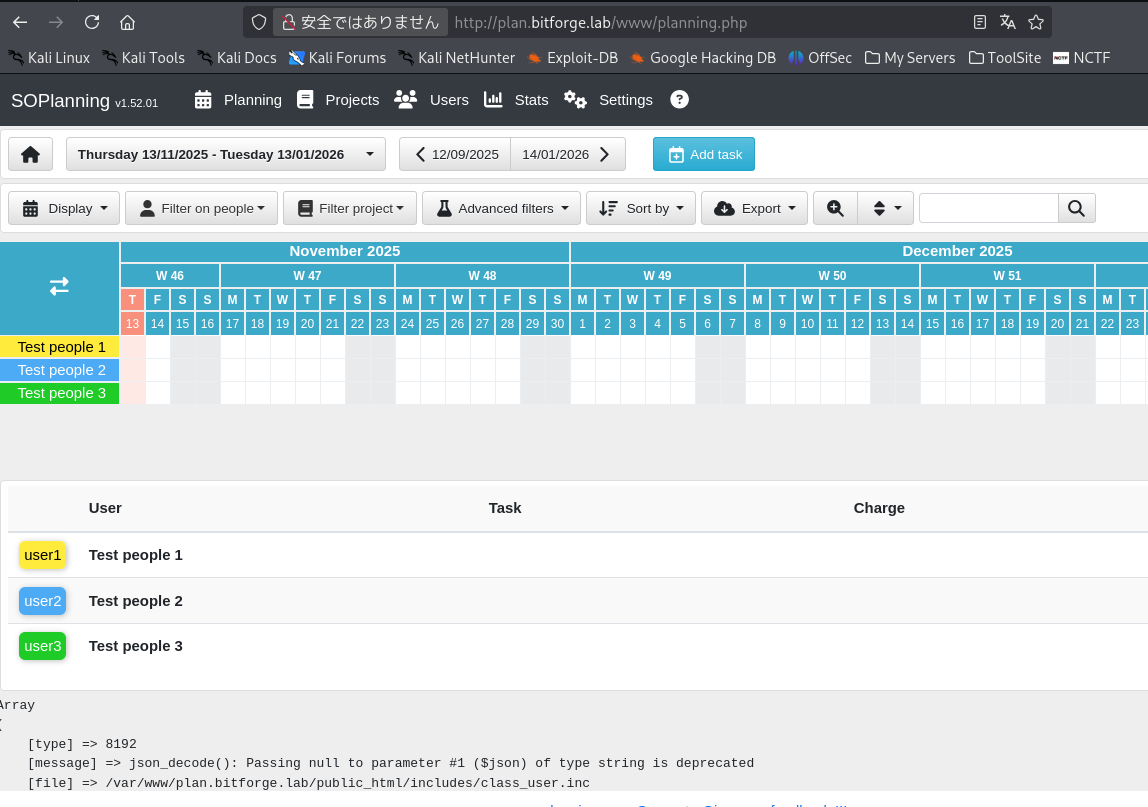 安全ではありません http://plan.bitforge.lab/www/planning.php
Kali Linux Kali Tools Kali Docs Kali Forums Kali NetHunter Exploit-DB Google Hacking DB OffSec My Servers ToolSite NCTF NCTF
SOPlanning v1.52.01 Planning Projects Users Stats Settings ?
Thursday 13/11/2025 - Tuesday 13/01/2026 12/09/2025 14/01/2026 Add task
Display Filter on people Filter project Advanced filters Sort by Export
November 2025 December 2025
W 46 W 47 W 48 W 49 W 50 W 51
T F S S M T W T F S S M T W T F S S M T W T F S S M T W T F S S M T W T F S S M T
13 14 15 16 17 18 19 20 21 22 23 24 25 26 27 28 29 30 1 2 3 4 5 6 7 8 9 10 11 12 13 14 15 16 17 18 19 20 21 22 23
Test people 1
Test people 2
Test people 3
User Task Charge
user1 Test people 1
user2 Test people 2
user3 Test people 3
Array
(
[type] => 8192
[message] => json_decode(): Passing null to parameter #1 ($json) of type string is deprecated
[file] => /var/www/plan.bitforge.lab/public_html/includes/class_user.inc